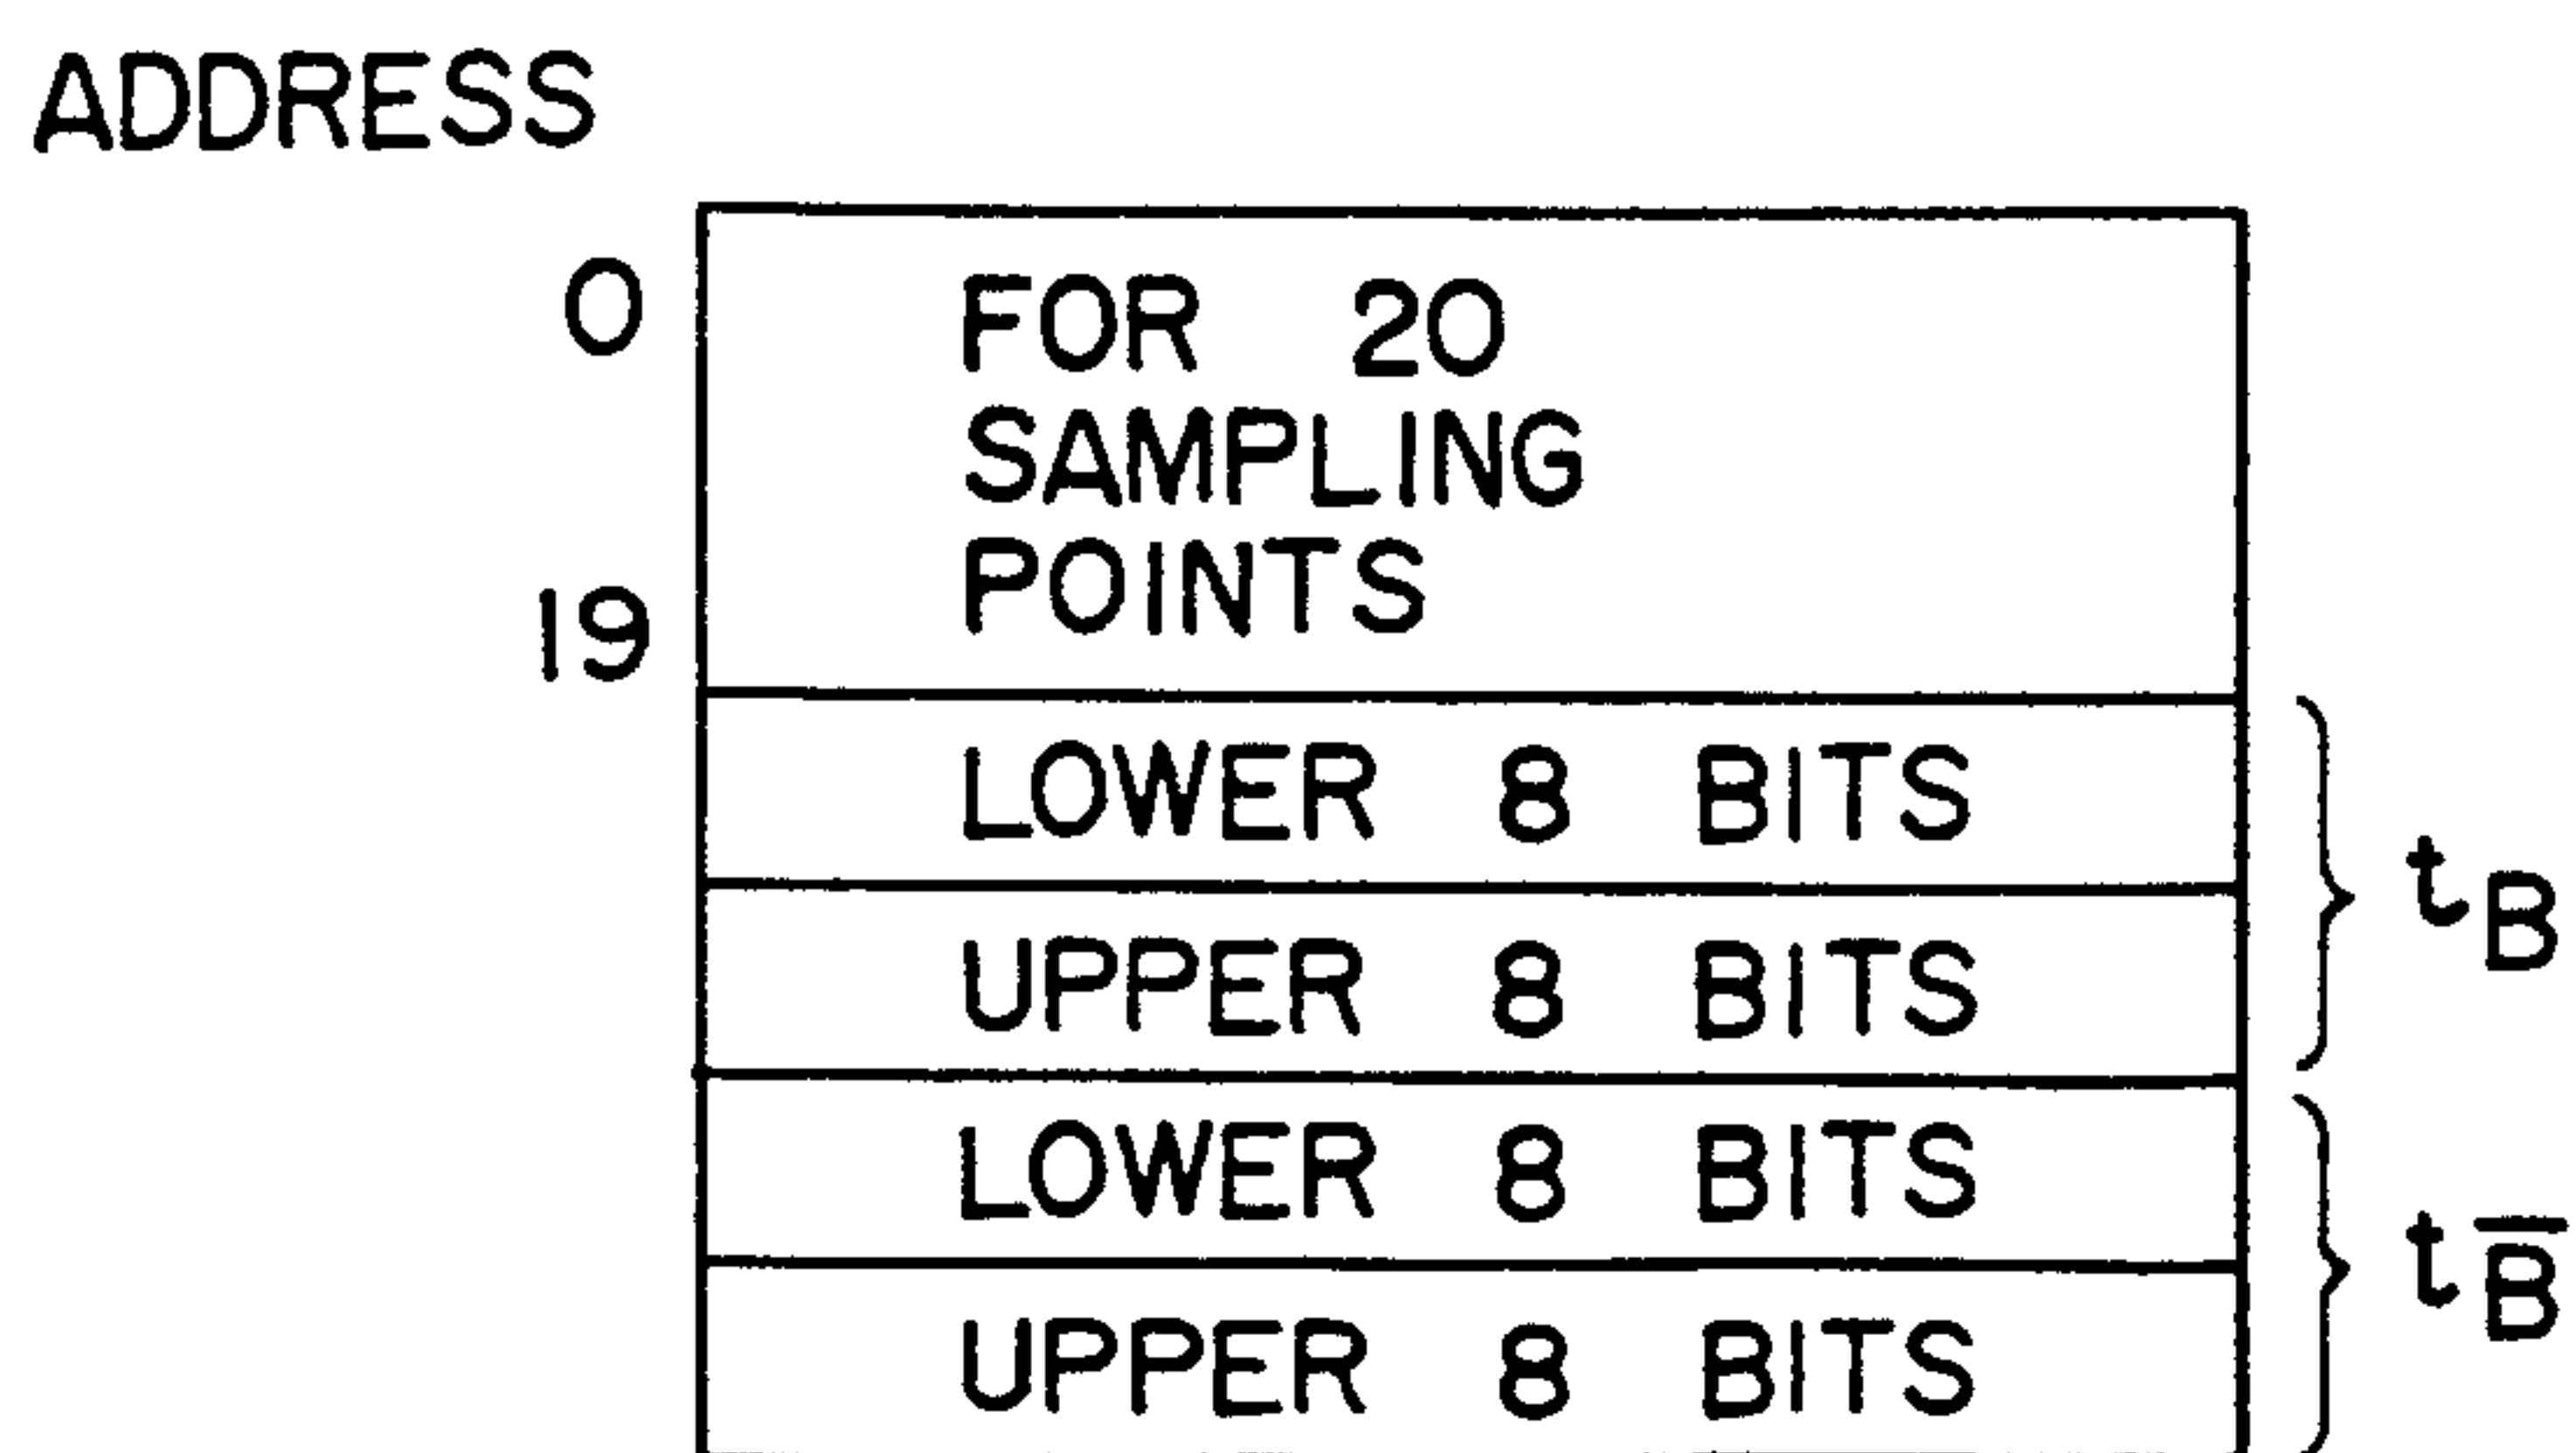 ADDRESS
0
FOR 20
SAMPLING
POINTS
19
LOWER 8 BITS
UPPER 8 BITS
tB
LOWER 8 BITS
UPPER 8 BITS
tB̅